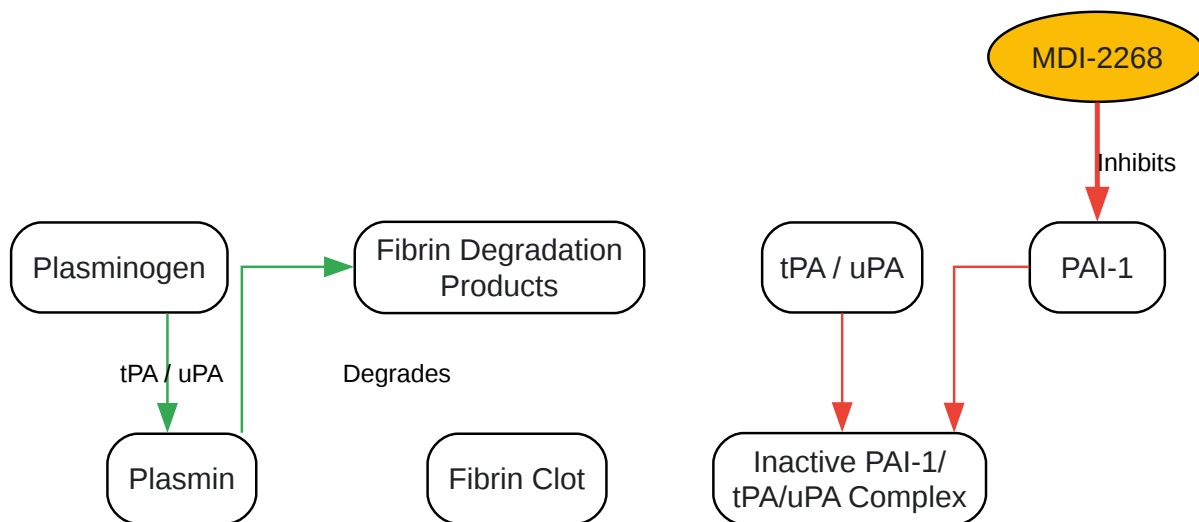 MDI-2268
Inhibits
Plasminogen
Fibrin Degradation
Products
tPA / uPA
PAI-1
tPA / uPA
Degrades
Plasmin
Fibrin Clot
Inactive PAI-1/
tPA/uPA Complex